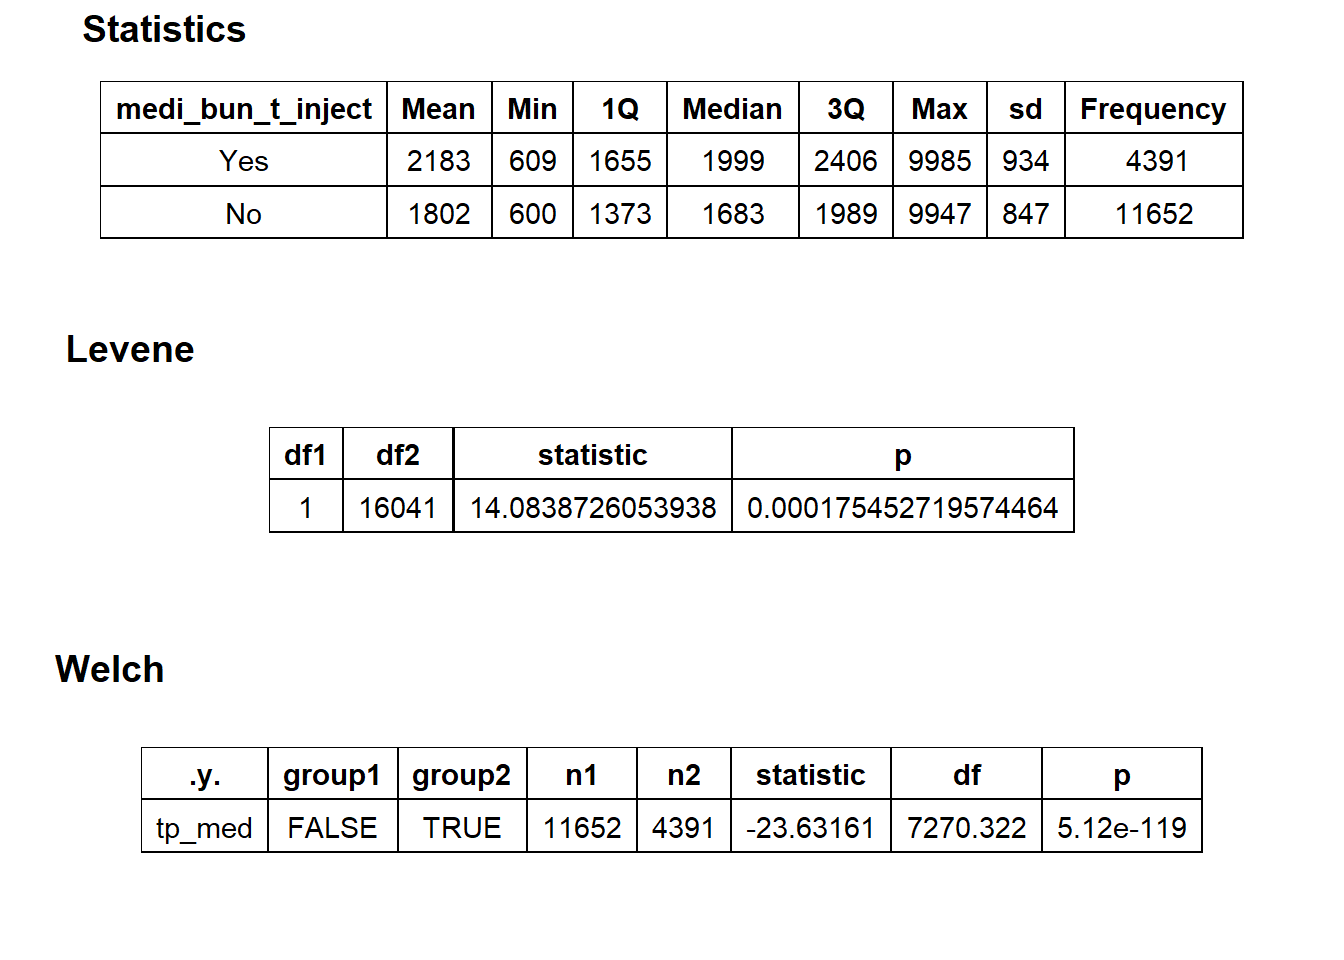 Statistics
medi_bun_t_inject Mean Min 1Q Median 3Q Max sd Frequency
Yes 2183 609 1655 1999 2406 9985 934 4391
No 1802 600 1373 1683 1989 9947 847 11652
Levene
df1 df2 statistic p
1 16041 14.0838726053938 0.000175452719574464
Welch
.y. group1 group2 n1 n2 statistic df p
tp_med FALSE TRUE 11652 4391 -23.63161 7270.322 5.12e-119